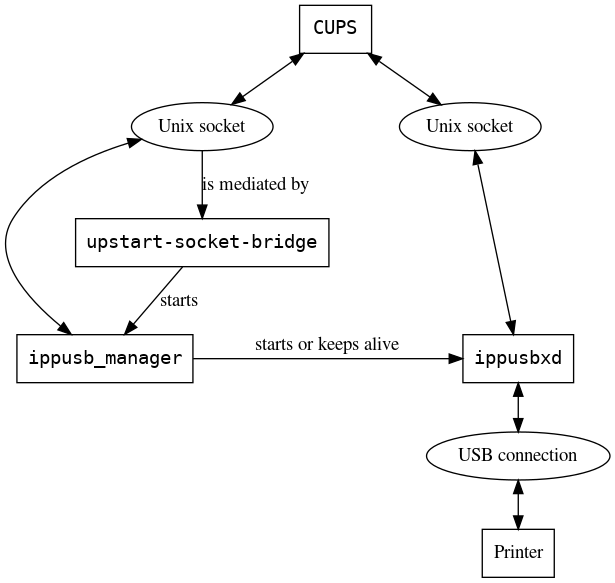 CUPS
Unix socket
Unix socket
is mediated by
upstart-socket-bridge
starts
ippusb_manager
starts or keeps alive
ippusbxd
USB connection
Printer